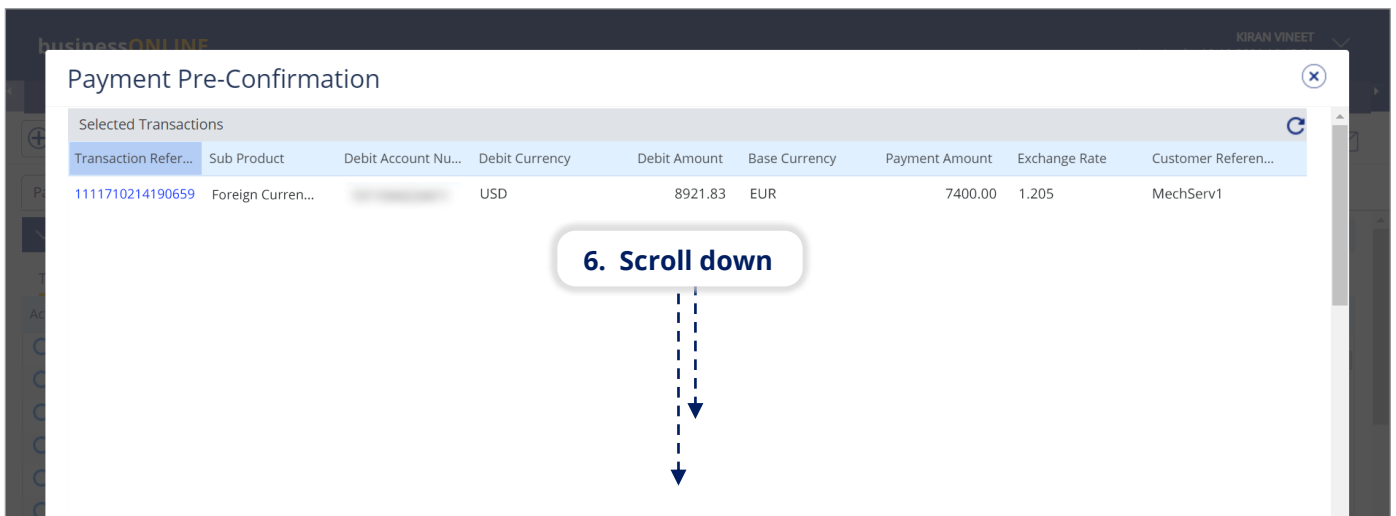 businessONLINE
KIRAN VINEET
Payment Pre-Confirmation
Selected Transactions
Transaction Refer... Sub Product Debit Account Nu... Debit Currency Debit Amount Base Currency Payment Amount Exchange Rate Customer Referen...
1111710214190659 Foreign Curren... USD 8921.83 EUR 7400.00 1.205 MechServ1
6. Scroll down